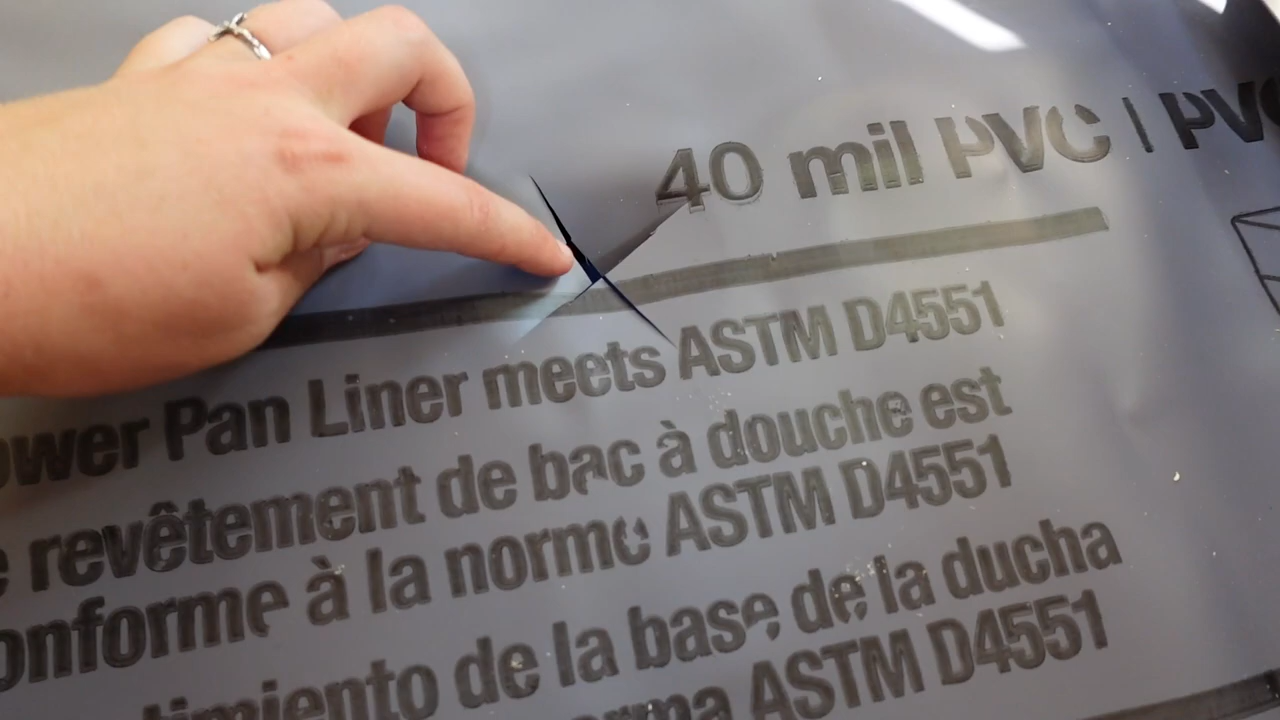 40 mil PVC | PVC
ower Pan Liner meets ASTM D4551
e revêtement de bac à douche est
onforme à la norme ASTM D4551
timiento de la base de la ducha
orma ASTM D4551